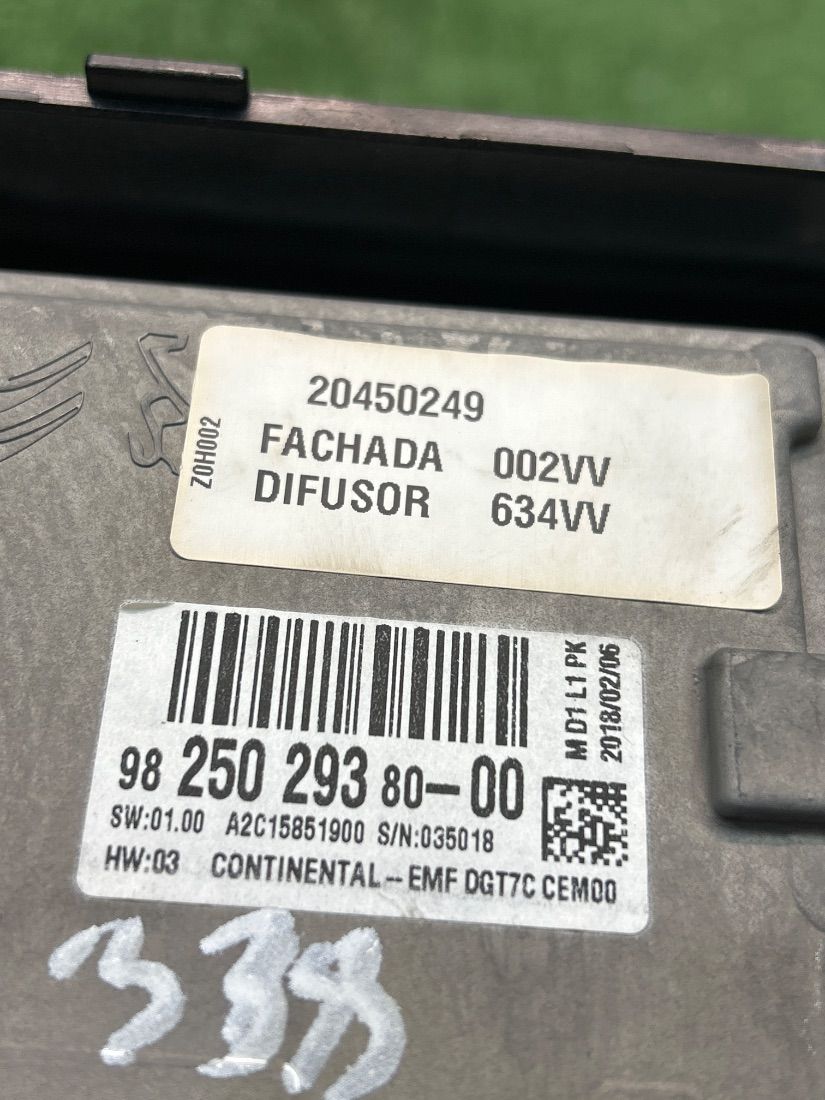 20450249
Z0H002
FACHADA 002VV
DIFUSOR 634VV
M D1 L1 PK
2018/02/06
98 250 293 80-00
SW:01.00 A2C15851900 S/N:035018
HW:03 CONTINENTAL--EMF DGT7C CEM00
338